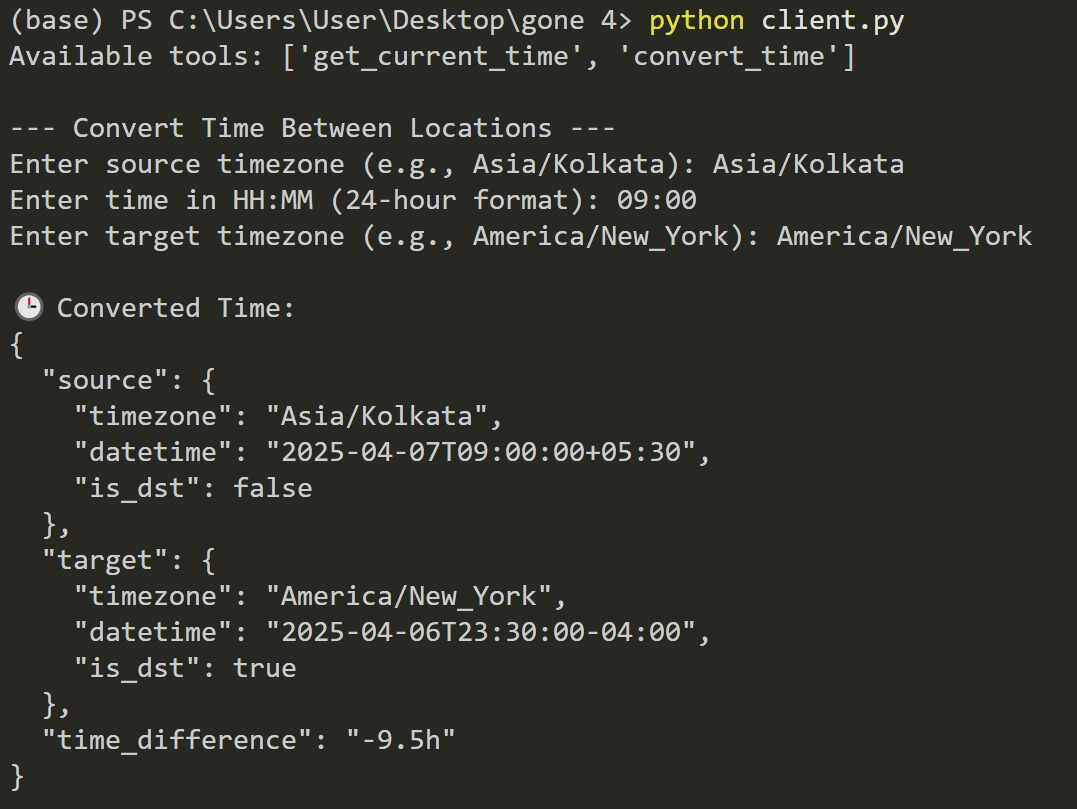 (base) PS C:\Users\User\Desktop\gone 4> python client.py
Available tools: ['get_current_time', 'convert_time']

--- Convert Time Between Locations ---
Enter source timezone (e.g., Asia/Kolkata): Asia/Kolkata
Enter time in HH:MM (24-hour format): 09:00
Enter target timezone (e.g., America/New_York): America/New_York

🕒 Converted Time:
{
  "source": {
    "timezone": "Asia/Kolkata",
    "datetime": "2025-04-07T09:00:00+05:30",
    "is_dst": false
  },
  "target": {
    "timezone": "America/New_York",
    "datetime": "2025-04-06T23:30:00-04:00",
    "is_dst": true
  },
  "time_difference": "-9.5h"
}